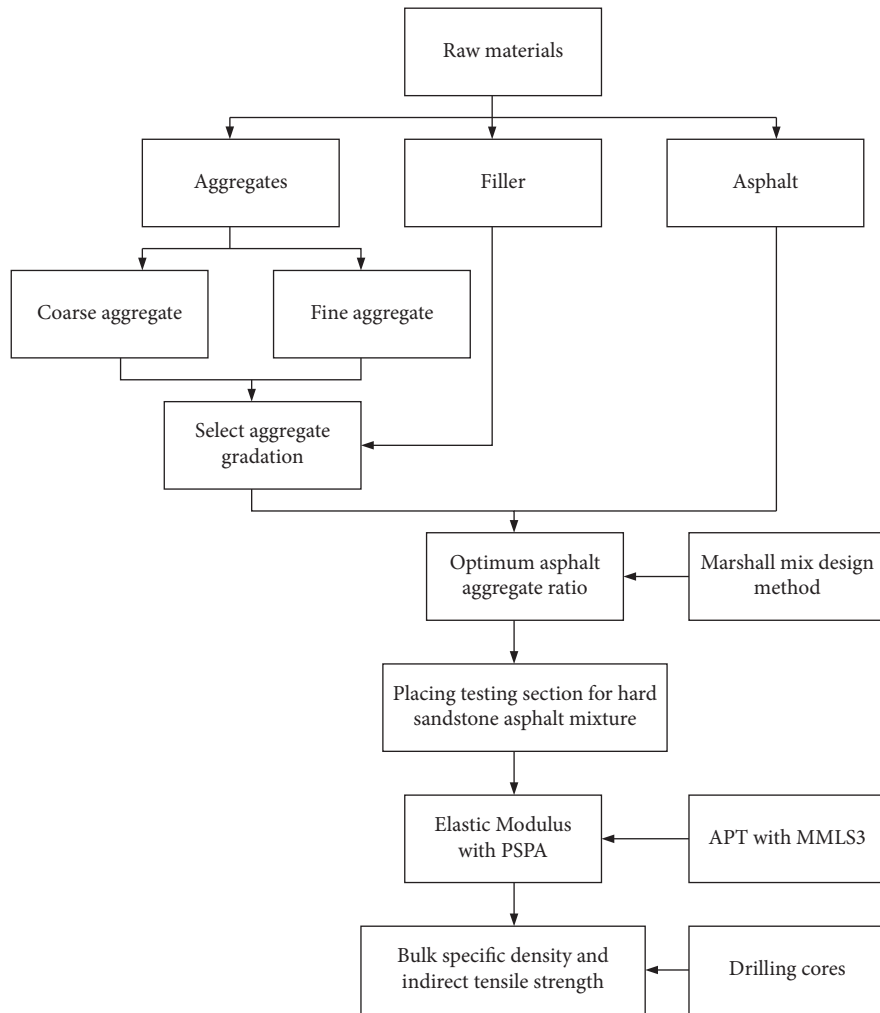 Raw materials
Aggregates
Filler
Asphalt
Coarse aggregate
Fine aggregate
Select aggregate
gradation
Optimum asphalt
aggregate ratio
Marshall mix design
method
Placing testing section for hard
sandstone asphalt mixture
Elastic Modulus
with PSPA
APT with MMLS3
Bulk specific density and
indirect tensile strength
Drilling cores